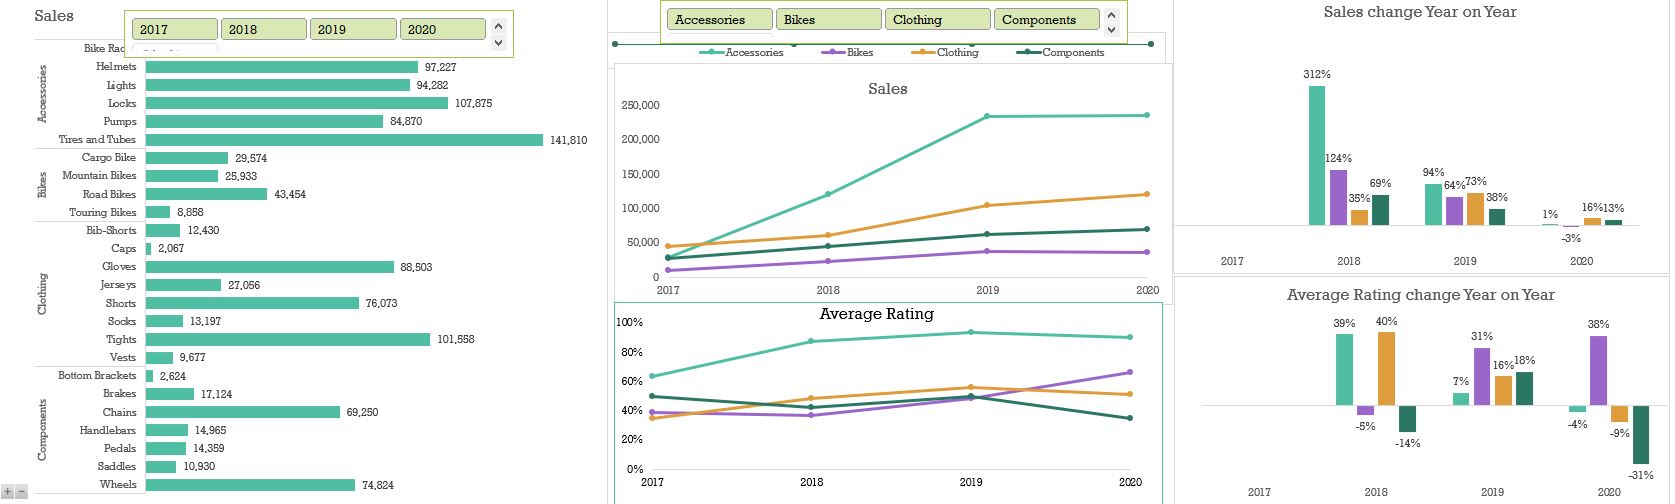 Sales
2017 2018 2019 2020
Accessories
Bike Rac
Helmets 97,227
Lights 94,282
Locks 107,875
Pumps 84,870
Tires and Tubes 141,810
Bikes
Cargo Bike 29,574
Mountain Bikes 25,933
Road Bikes 43,454
Touring Bikes 8,858
Clothing
Bib-Shorts 12,430
Caps 2,067
Gloves 88,503
Jerseys 27,056
Shorts 76,073
Socks 13,197
Tights 101,558
Vests 9,677
Components
Bottom Brackets 2,624
Brakes 17,124
Chains 69,250
Handlebars 14,965
Pedals 14,359
Saddles 10,930
Wheels 74,824
+ −
Accessories Bikes Clothing Components
Accessories Bikes Clothing Components
Sales
250,000
200,000
150,000
100,000
50,000
0
2017 2018 2019 2020
Average Rating
100%
80%
60%
40%
20%
0%
2017 2018 2019 2020
Sales change Year on Year
312% 124% 35% 69%
94% 64% 73% 38%
1% -3% 16% 13%
2017 2018 2019 2020
Average Rating change Year on Year
39% -5% 40% -14%
7% 31% 16% 18%
-4% 38% -9% -31%
2017 2018 2019 2020